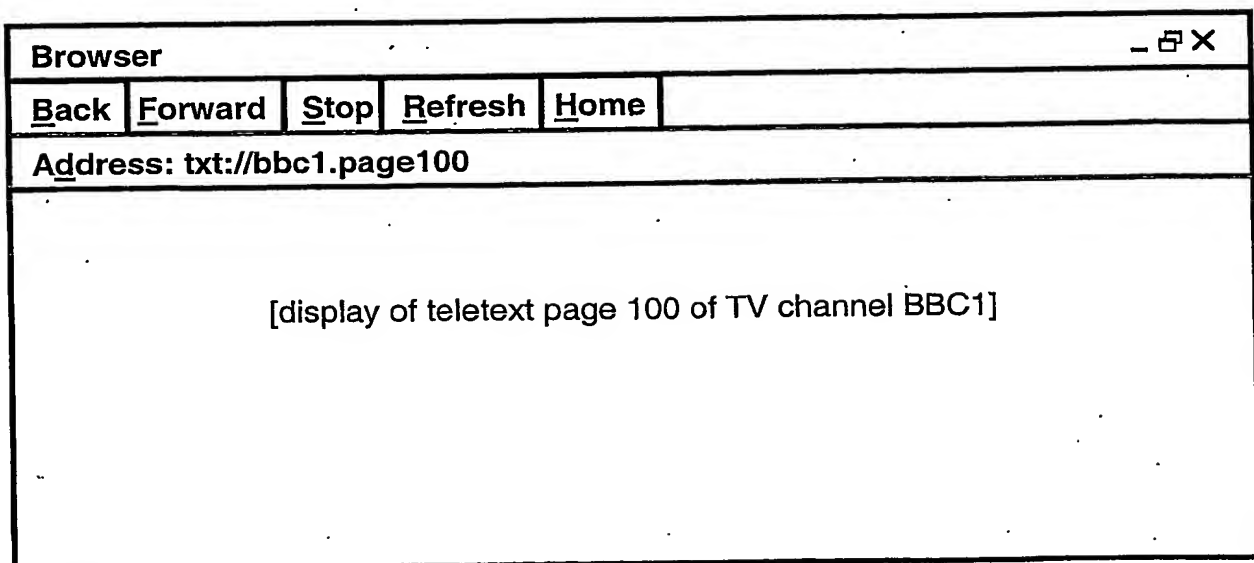 Browser
Back Forward Stop Refresh Home
Address: txt://bbc1.page100
[display of teletext page 100 of TV channel BBC1]